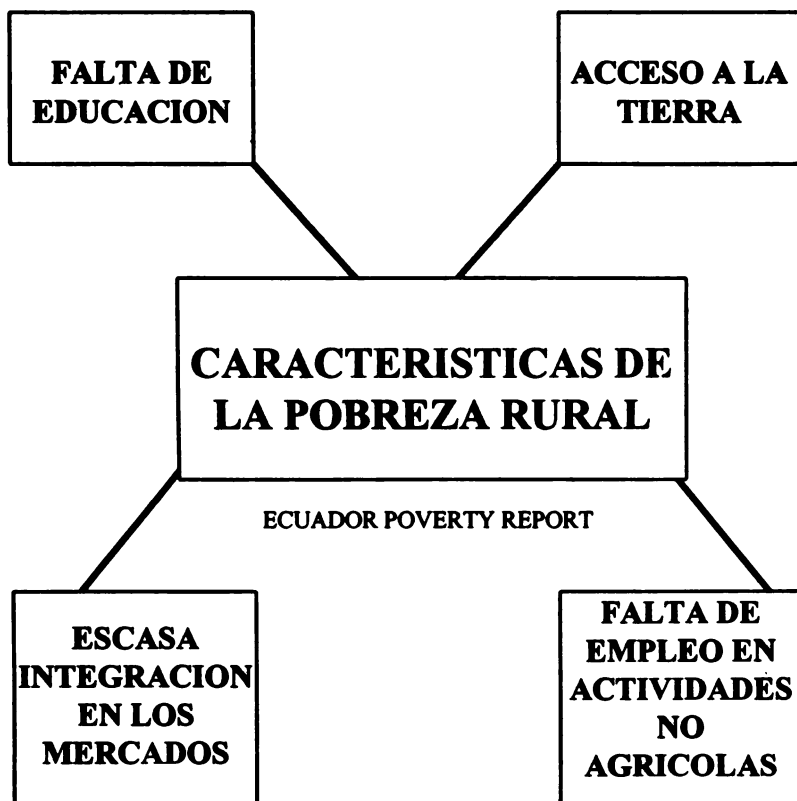 FALTA DE
EDUCACION
ACCESO A LA
TIERRA
CARACTERISTICAS DE
LA POBREZA RURAL
ECUADOR POVERTY REPORT
ESCASA
INTEGRACION
EN LOS
MERCADOS
FALTA DE
EMPLEO EN
ACTIVIDADES
NO
AGRICOLAS